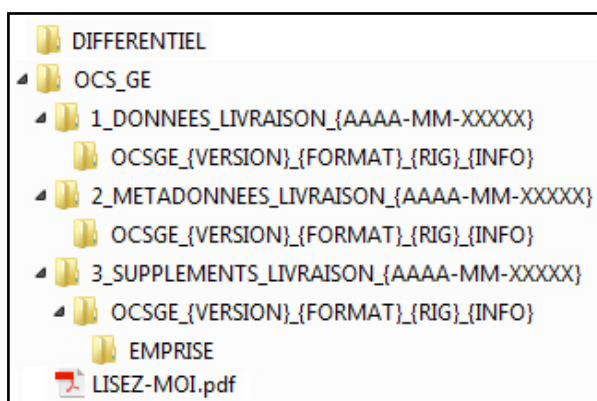 DIFFERENTIEL
OCS_GE
1_DONNEES_LIVRAISON_{AAAA-MM-XXXXX}
OCSGE_{VERSION}_{FORMAT}_{RIG}_{INFO}
2_METADONNEES_LIVRAISON_{AAAA-MM-XXXXX}
OCSGE_{VERSION}_{FORMAT}_{RIG}_{INFO}
3_SUPPLEMENTS_LIVRAISON_{AAAA-MM-XXXXX}
OCSGE_{VERSION}_{FORMAT}_{RIG}_{INFO}
EMPRISE
LISEZ-MOI.pdf